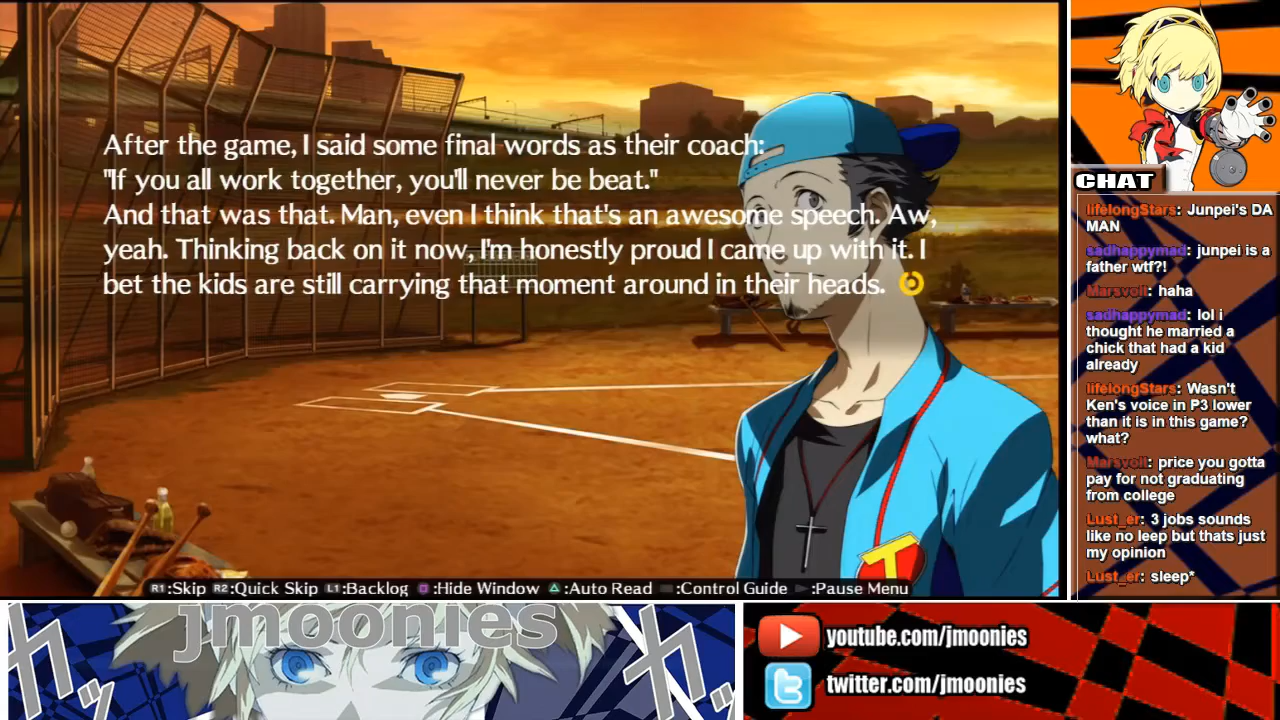 After the game, I said some final words as their coach:
"If you all work together, you'll never be beat."
And that was that. Man, even I think that's an awesome speech. Aw,
yeah. Thinking back on it now, I'm honestly proud I came up with it. I
bet the kids are still carrying that moment around in their heads.
R1:Skip R2:Quick Skip L1:Backlog :Hide Window :Auto Read :Control Guide :Pause Menu
CHAT
lifelongStars: Junpei's DA
MAN
sadhappymad: junpei is a
father wtf?!
Marsvoll: haha
sadhappymad: lol i
thought he married a
chick that had a kid
already
lifelongStars: Wasn't
Ken's voice in P3 lower
than it is in this game?
what?
Marsvoll: price you gotta
pay for not graduating
from college
Lust_er: 3 jobs sounds
like no leep but thats just
my opinion
Lust_er: sleep*
jmoonies
カッ
カッ
youtube.com/jmoonies
twitter.com/jmoonies